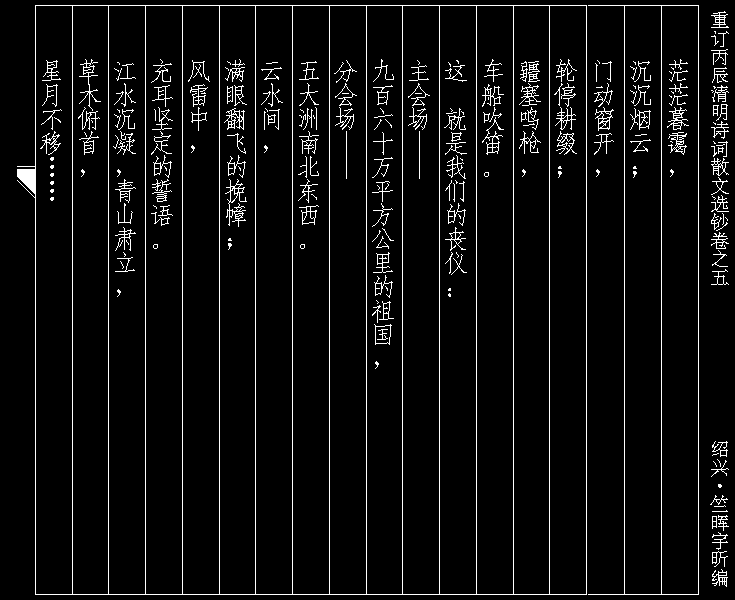 重订丙辰清明诗词散文选钞卷之五
绍兴·竺晖宇昕编
茫茫暮霭，
沉沉烟云；
门动窗开，
轮停耕缀；
疆塞鸣枪，
车船吹笛。
这　就是我们的丧仪：
主会场——
九百六十万平方公里的祖国，
分会场——
五大洲南北东西。
云水间，
满眼翻飞的挽幛；
风雷中，
充耳坚定的誓语。
江水沉凝，青山肃立，
草木俯首，
星月不移……